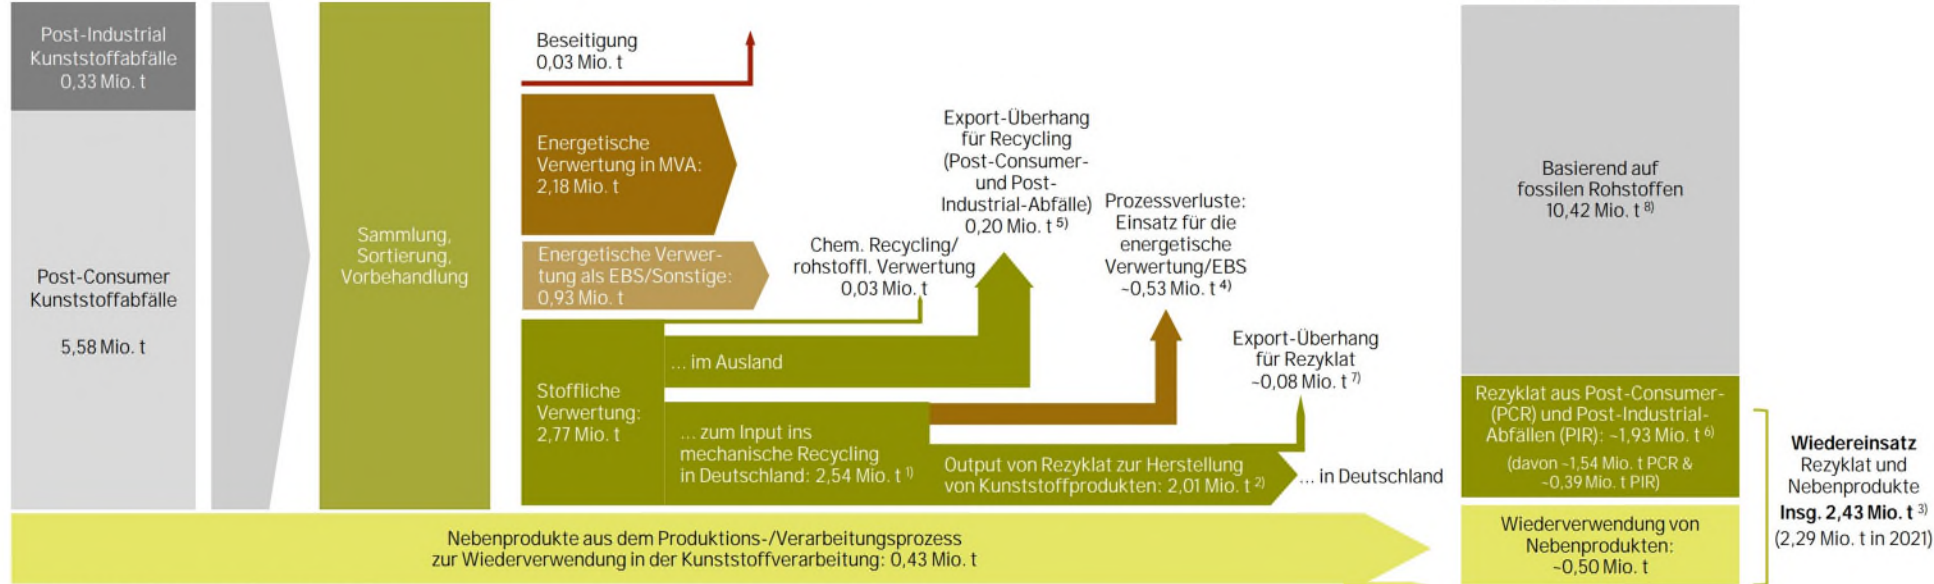 Post-Industrial
Kunststoffabfälle
0,33 Mio. t
Post-Consumer
Kunststoffabfälle
5,58 Mio. t
Sammlung,
Sortierung,
Vorbehandlung
Beseitigung
0,03 Mio. t
Energetische
Verwertung in MVA:
2,18 Mio. t
Energetische Verwer-
tung als EBS/Sonstige:
0,93 Mio. t
Stoffliche
Verwertung:
2,77 Mio. t
Chem. Recycling/
rohstoffl. Verwertung
0,03 Mio. t
... im Ausland
Export-Überhang
für Recycling
(Post-Consumer-
und Post-
Industrial-Abfälle)
0,20 Mio. t 5)
... zum Input ins
mechanische Recycling
in Deutschland: 2,54 Mio. t 1)
Prozessverluste:
Einsatz für die
energetische
Verwertung/EBS
~0,53 Mio. t 4)
Output von Rezyklat zur Herstellung
von Kunststoffprodukten: 2,01 Mio. t 2)
Export-Überhang
für Rezyklat
~0,08 Mio. t 7)
... in Deutschland
Nebenprodukte aus dem Produktions-/Verarbeitungsprozess
zur Wiederverwendung in der Kunststoffverarbeitung: 0,43 Mio. t
Basierend auf
fossilen Rohstoffen
10,42 Mio. t 8)
Rezyklat aus Post-Consumer-
(PCR) und Post-Industrial-
Abfällen (PIR): ~1,93 Mio. t 6)
(davon ~1,54 Mio. t PCR &
~0,39 Mio. t PIR)
Wiederverwendung von
Nebenprodukten:
~0,50 Mio. t
Wiedereinsatz
Rezyklat und
Nebenprodukte
Insg. 2,43 Mio. t 3)
(2,29 Mio. t in 2021)